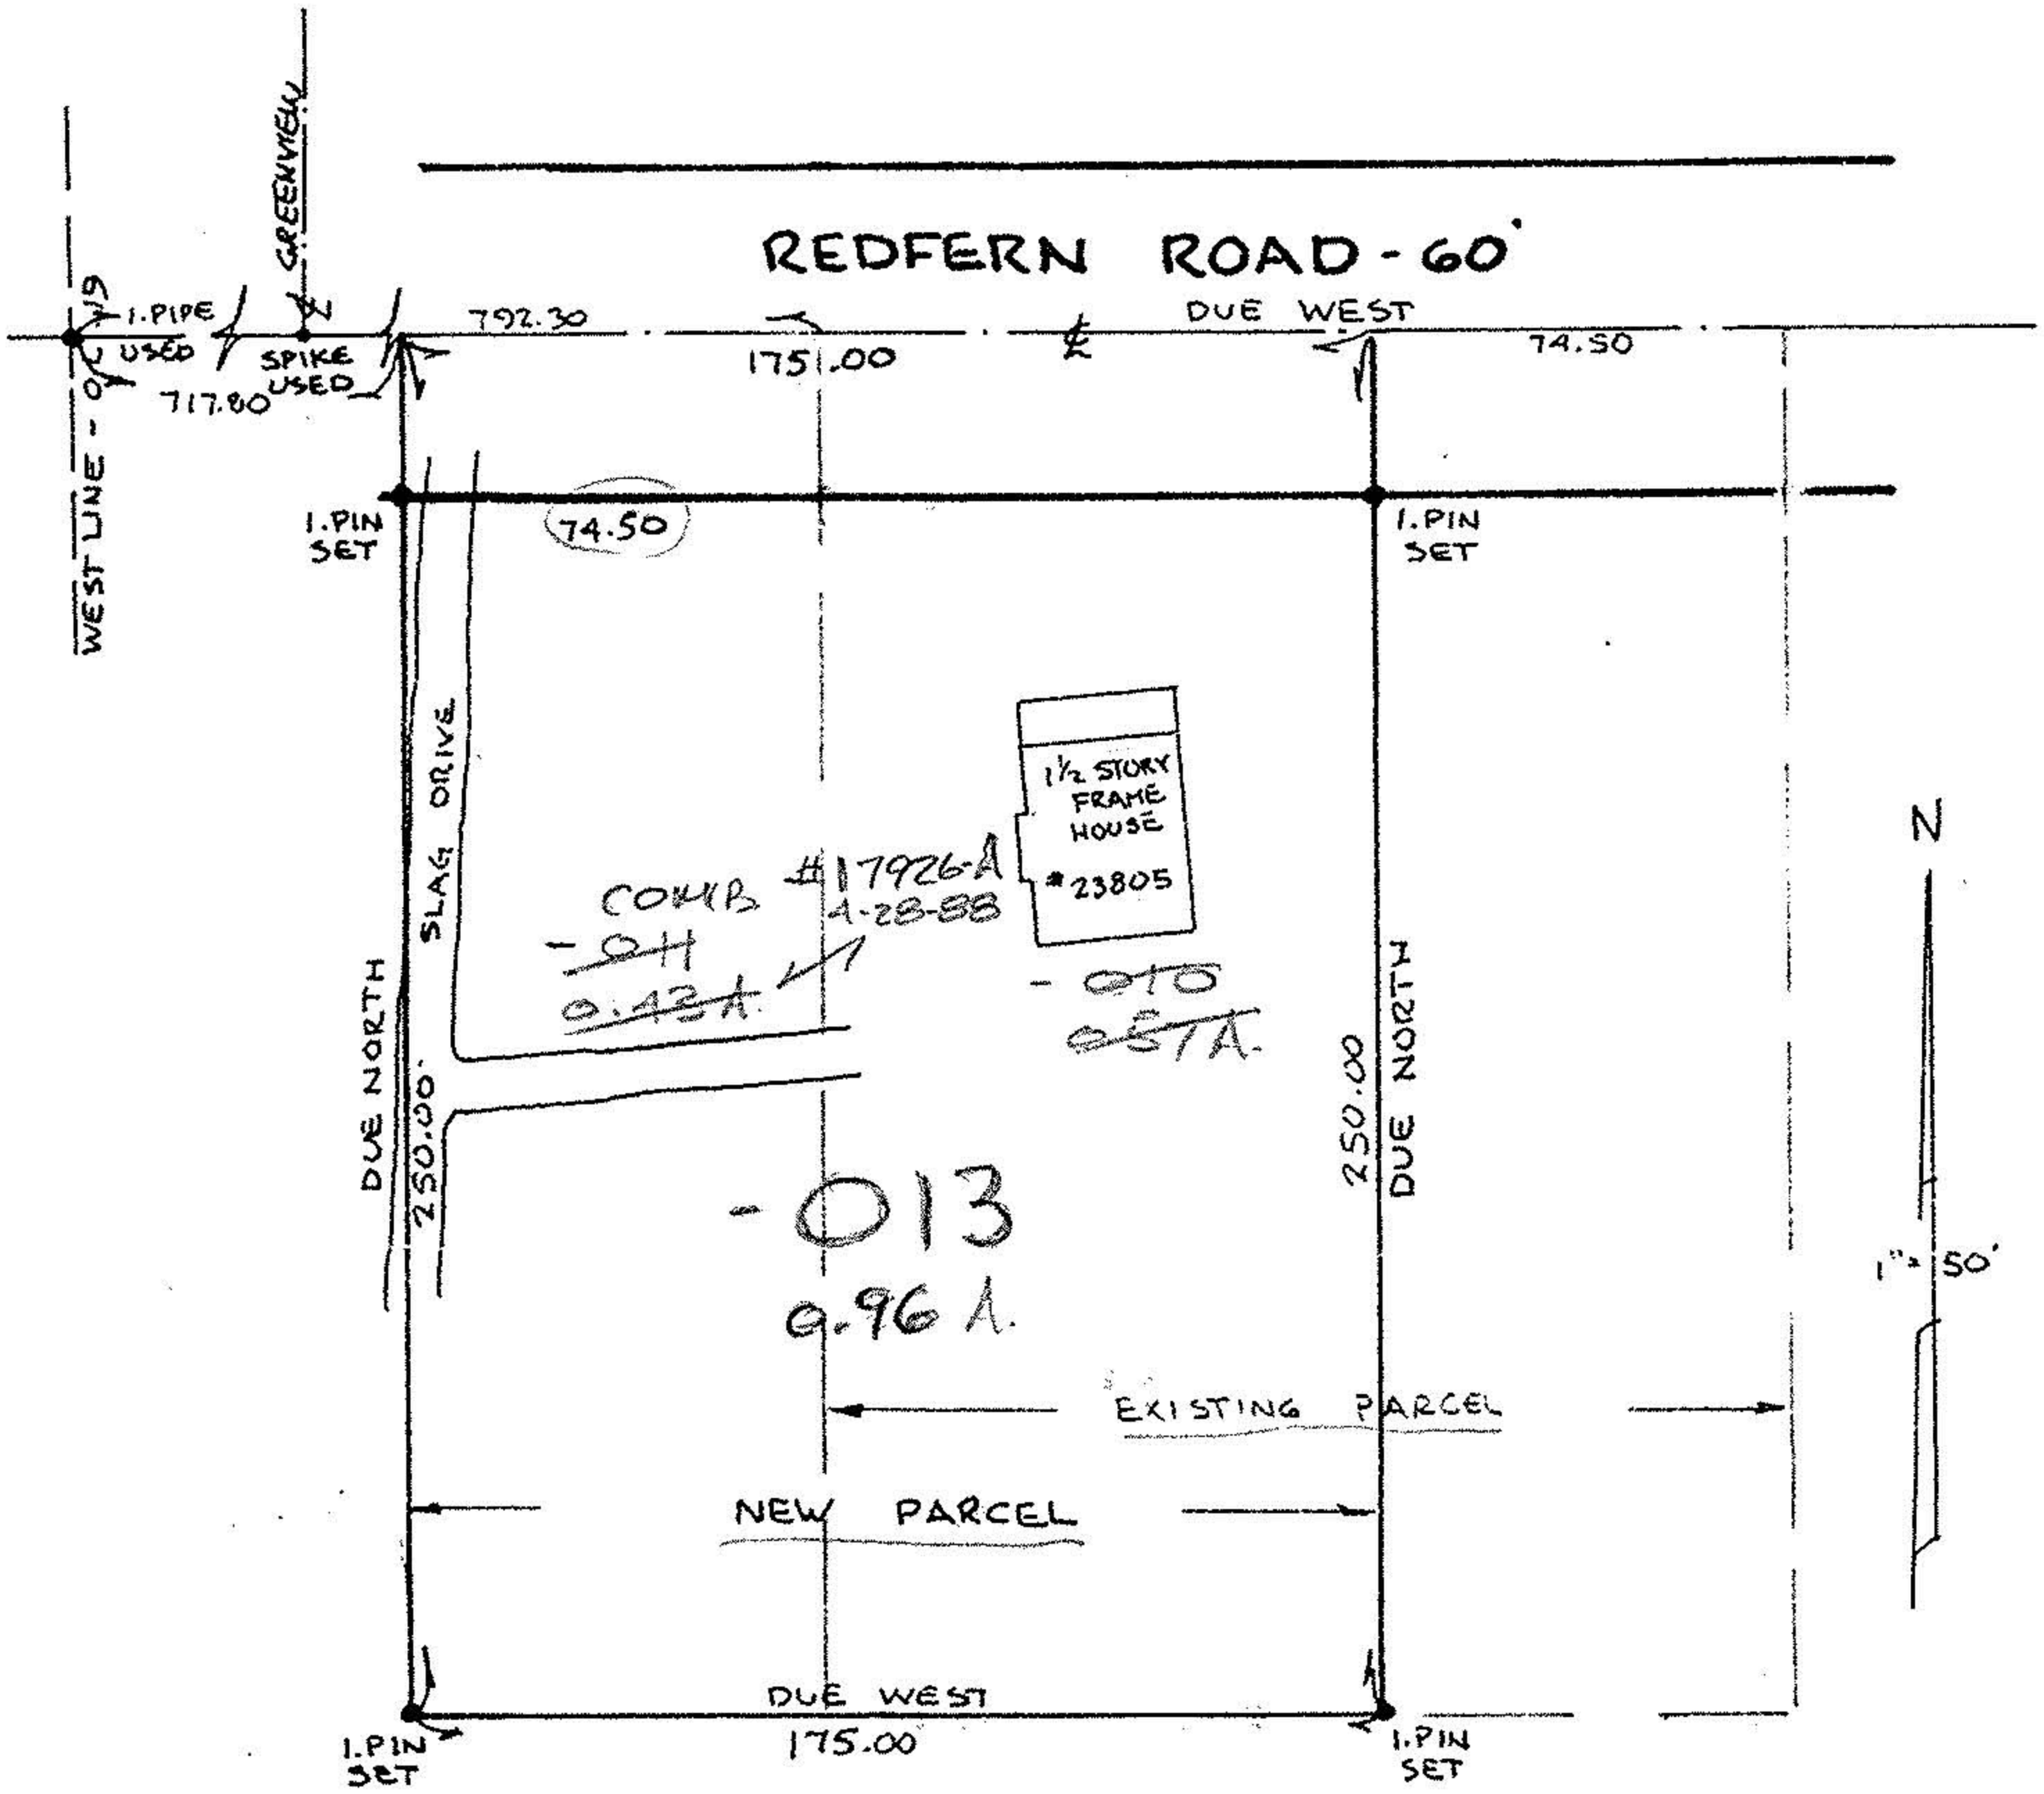 GREENVIEW
REDFERN ROAD - 60'
I. PIPE
USED
SPIKE
USED
792.30
DUE WEST
717.80
175.00
℄
74.50
WEST LINE - O.L. 19
I. PIN
SET
74.50
I. PIN
SET
SLAG DRIVE
1½ STORY
FRAME
HOUSE
# 23805
COMB # 17926-A
4-28-88
- 011
0.43 A.
- 010
0.57 A.
DUE NORTH
250.00'
250.00
DUE NORTH
N
1" = 50'
- 013
0.96 A.
EXISTING PARCEL
NEW PARCEL
DUE WEST
175.00
I. PIN
SET
I. PIN
SET